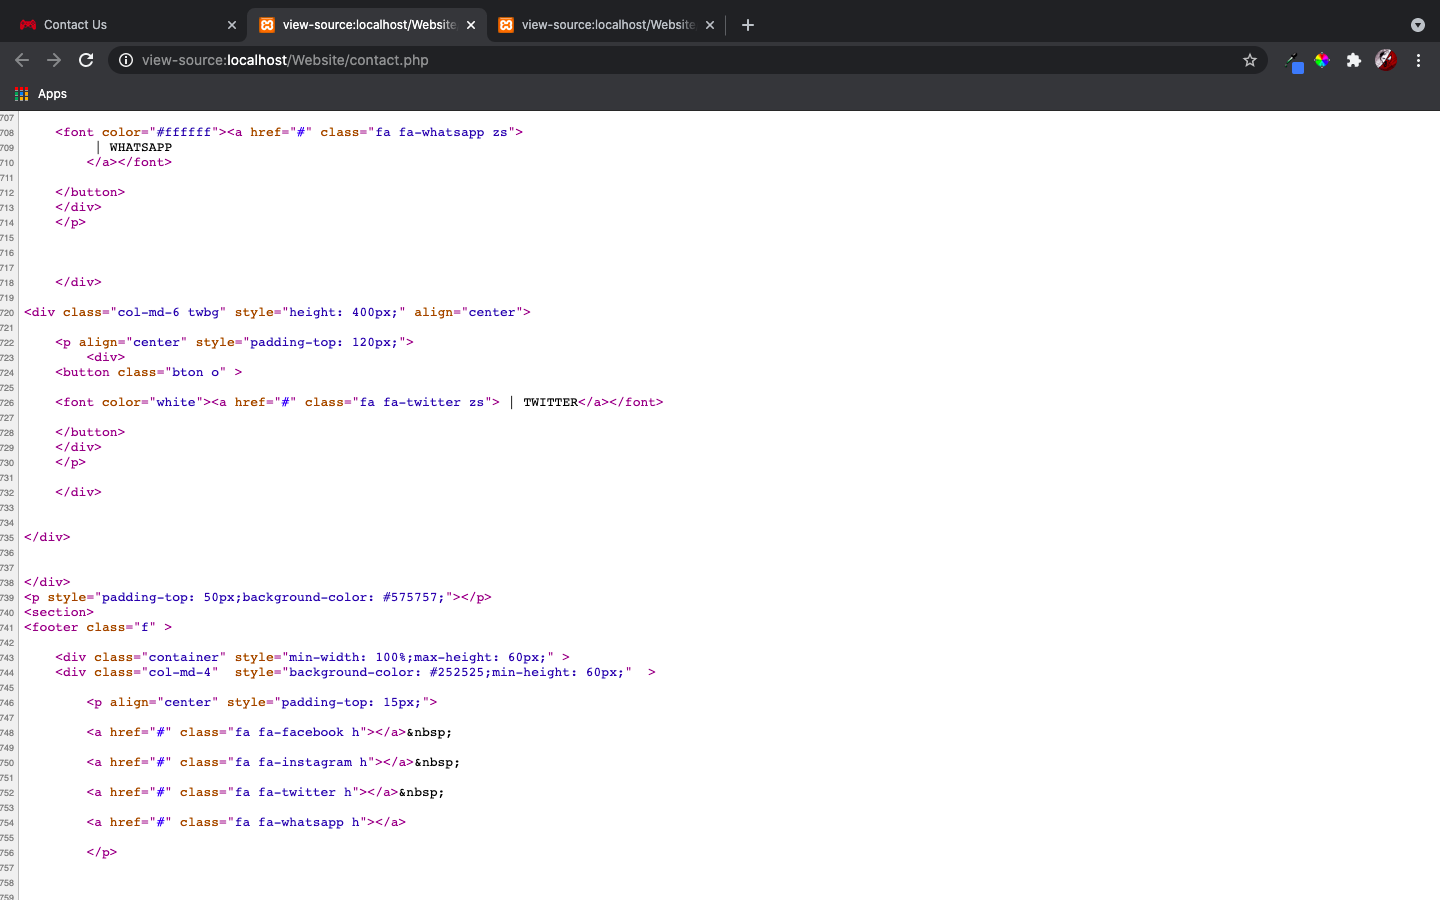 Contact Us
view-source:localhost/Website
view-source:localhost/Website
view-source:localhost/Website/contact.php
Apps
707
708 <font color="#ffffff"><a href="#" class="fa fa-whatsapp zs">
709 | WHATSAPP
710 </a></font>
711
712 </button>
713 </div>
714 </p>
715
716
717
718 </div>
719
720 <div class="col-md-6 twbg" style="height: 400px;" align="center">
721
722 <p align="center" style="padding-top: 120px;">
723 <div>
724 <button class="bton o" >
725
726 <font color="white"><a href="#" class="fa fa-twitter zs"> | TWITTER</a></font>
727
728 </button>
729 </div>
730 </p>
731
732 </div>
733
734
735 </div>
736
737
738 </div>
739 <p style="padding-top: 50px;background-color: #575757;"></p>
740 <section>
741 <footer class="f" >
742
743 <div class="container" style="min-width: 100%;max-height: 60px;" >
744 <div class="col-md-4"  style="background-color: #252525;min-height: 60px;"  >
745
746 <p align="center" style="padding-top: 15px;">
747
748 <a href="#" class="fa fa-facebook h"></a>&nbsp;
749
750 <a href="#" class="fa fa-instagram h"></a>&nbsp;
751
752 <a href="#" class="fa fa-twitter h"></a>&nbsp;
753
754 <a href="#" class="fa fa-whatsapp h"></a>
755
756 </p>
757
758
759